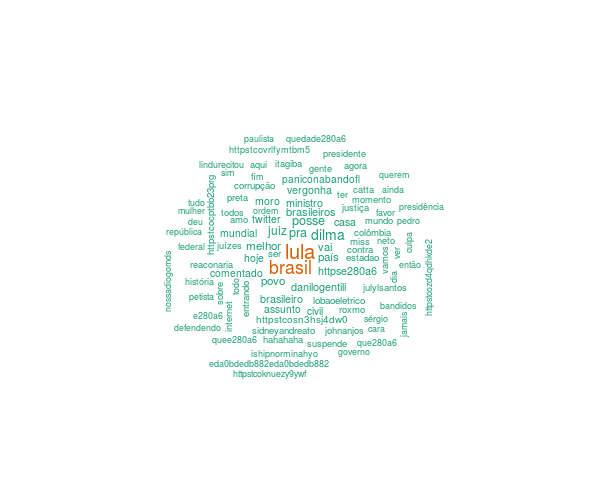 paulista quedade280a6
httpstcovrlfymtbm5 presidente
lindurecitou aqui itagiba gente agora
sim fim paniconabandofl querem
corrupção vergonha ter catta ainda
httpstcocptbb23prg preta moro ministro momento
tudo mulher todos ordem brasileiros justiça favor presidência
deu amo twitter posse casa mundo pedro
república mundial juiz pra dilma colômbia
federal juízes melhor lula vai miss neto culpa
hoje ser país estadao contra vamos ver
reaconaria brasil então
comentado httpse280a6 dia httpstcozd4qdhkde2
nossadiogornds história todo povo danilogentili julylsantos
petista sobre entrando brasileiro lobaoeletrico bandidos
e280a6 internet assunto civil roxmo
defendendo httpstcosn3hsj4dw0 sérgio jamais
sidneyandreato johnanjos cara
quee280a6 hahahaha suspende que280a6
ishipnorminahyo governo
eda0bdedb882eda0bdedb882
httpstcoknuezy9ywf